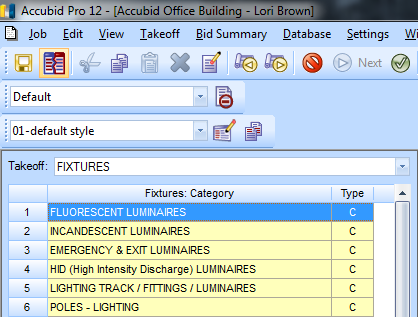 Accubid Pro 12 - [Accubid Office Building - Lori Brown]
Job Edit View Takeoff Bid Summary Database Settings
Next
Default
01-default style
Takeoff: FIXTURES
Fixtures: Category Type
1 FLUORESCENT LUMINAIRES C
2 INCANDESCENT LUMINAIRES C
3 EMERGENCY & EXIT LUMINAIRES C
4 HID (High Intensity Discharge) LUMINAIRES C
5 LIGHTING TRACK / FITTINGS / LUMINAIRES C
6 POLES - LIGHTING C